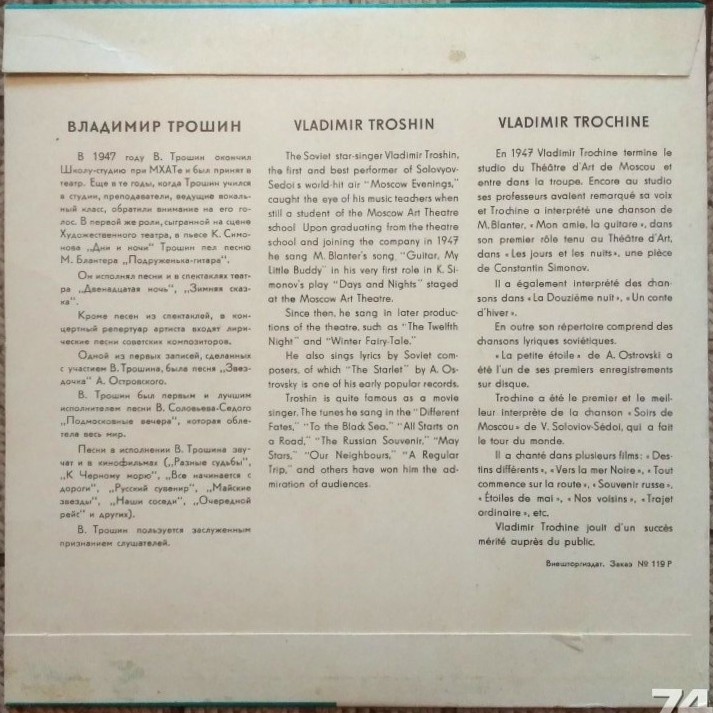 ВЛАДИМИР ТРОШИН
В 1947 году В. Трошин окончил
Школу-студию при МХАТе и был принят в
театр. Еще в те годы, когда Трошин учился
в студии, преподаватели, ведущие вокаль-
ный класс, обратили внимание на его го-
лос. В первой же роли, сыгранной на сцене
Художественного театра, в пьесе К. Симо-
нова „Дни и ночи" Трошин пел песню
М. Блантера „Подруженька-гитара".
Он исполнял песни и в спектаклях теат-
ра „Двенадцатая ночь", „Зимняя сказ-
ка".
Кроме песен из спектаклей, в кон-
цертный репертуар артиста входят лири-
ческие песни советских композиторов.
Одной из первых записей, сделанных
с участием В. Трошина, была песня „Звез-
дочка" А. Островского.
В. Трошин был первым и лучшим
исполнителем песни В. Соловьева-Седого
„Подмосковные вечера", которая обле-
тела весь мир.
Песни в исполнении В. Трошина зву-
чат и в кинофильмах („Разные судьбы",
„К Черному морю", „Все начинается с
дороги", „Русский сувенир", „Майские
звезды", „Наши соседи", „Очередной
рейс" и других).
В. Трошин пользуется заслуженным
признанием слушателей.
VLADIMIR TROSHIN
The Soviet star-singer Vladimir Troshin,
the first and best performer of Solovyov-
Sedoi's world-hit air "Moscow Evenings,"
caught the eye of his music teachers when
still a student of the Moscow Art Theatre
school Upon graduating from the theatre
school and joining the company in 1947
he sang M. Blanter's song "Guitar, My
Little Buddy" in his very first role in K. Si-
monov's play "Days and Nights" staged
at the Moscow Art Theatre.
Since then, he sang in later produc-
tions of the theatre, such as "The Twelfth
Night" and "Winter Fairy-Tale."
He also sings lyrics by Soviet com-
posers, of which "The Starlet" by A. Os-
trovsky is one of his early popular records.
Troshin is quite famous as a movie
singer. The tunes he sang in the "Different
Fates," "To the Black Sea," "All Starts on
a Road," "The Russian Souvenir," "May
Stars," "Our Neighbours," "A Regular
Trip," and others have won him the ad-
miration of audiences.
VLADIMIR TROCHINE
En 1947 Vladimir Trochine termine le
studio du Théâtre d'Art de Moscou et
entre dans la troupe. Encore au studio
ses professeurs avaient remarqué sa voix
et Trochine a interprété une chanson de
M. Blanter, « Mon amie, la guitare », dans
son premier rôle tenu au Théâtre d'Art,
dans « Les jours et les nuits », une pièce
de Constantin Simonov.
Il a également interprété des chan-
sons dans « La Douzième nuit », « Un conte
d'hiver ».
En outre son répertoire comprend des
chansons lyriques soviétiques.
« La petite étoile » de A. Ostrovski a
été l'un de ses premiers enregistrements
sur disque.
Trochine a été le premier et le meil-
leur interprète de la chanson « Soirs de
Moscou » de V. Soloviov-Sédoï, qui a fait
le tour du monde.
Il a chanté dans plusieurs films: « Des-
tins différents », « Vers la mer Noire », « Tout
commence sur la route », « Souvenir russe »,
« Étoiles de mai », « Nos voisins », « Trajet
ordinaire », etc,
Vladimir Trochine jouit d'un succès
mérité auprès du public.
Внешторгиздат. Заказ № 119 Р
74